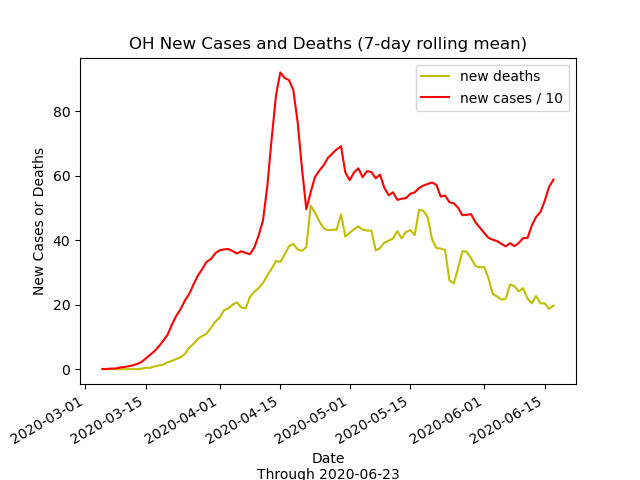 OH New Cases and Deaths (7-day rolling mean)
new deaths
new cases / 10
New Cases or Deaths
80
60
40
20
0
2020-03-01
2020-03-15
2020-04-01
2020-04-15
2020-05-01
2020-05-15
2020-06-01
2020-06-15
Date
Through 2020-06-23